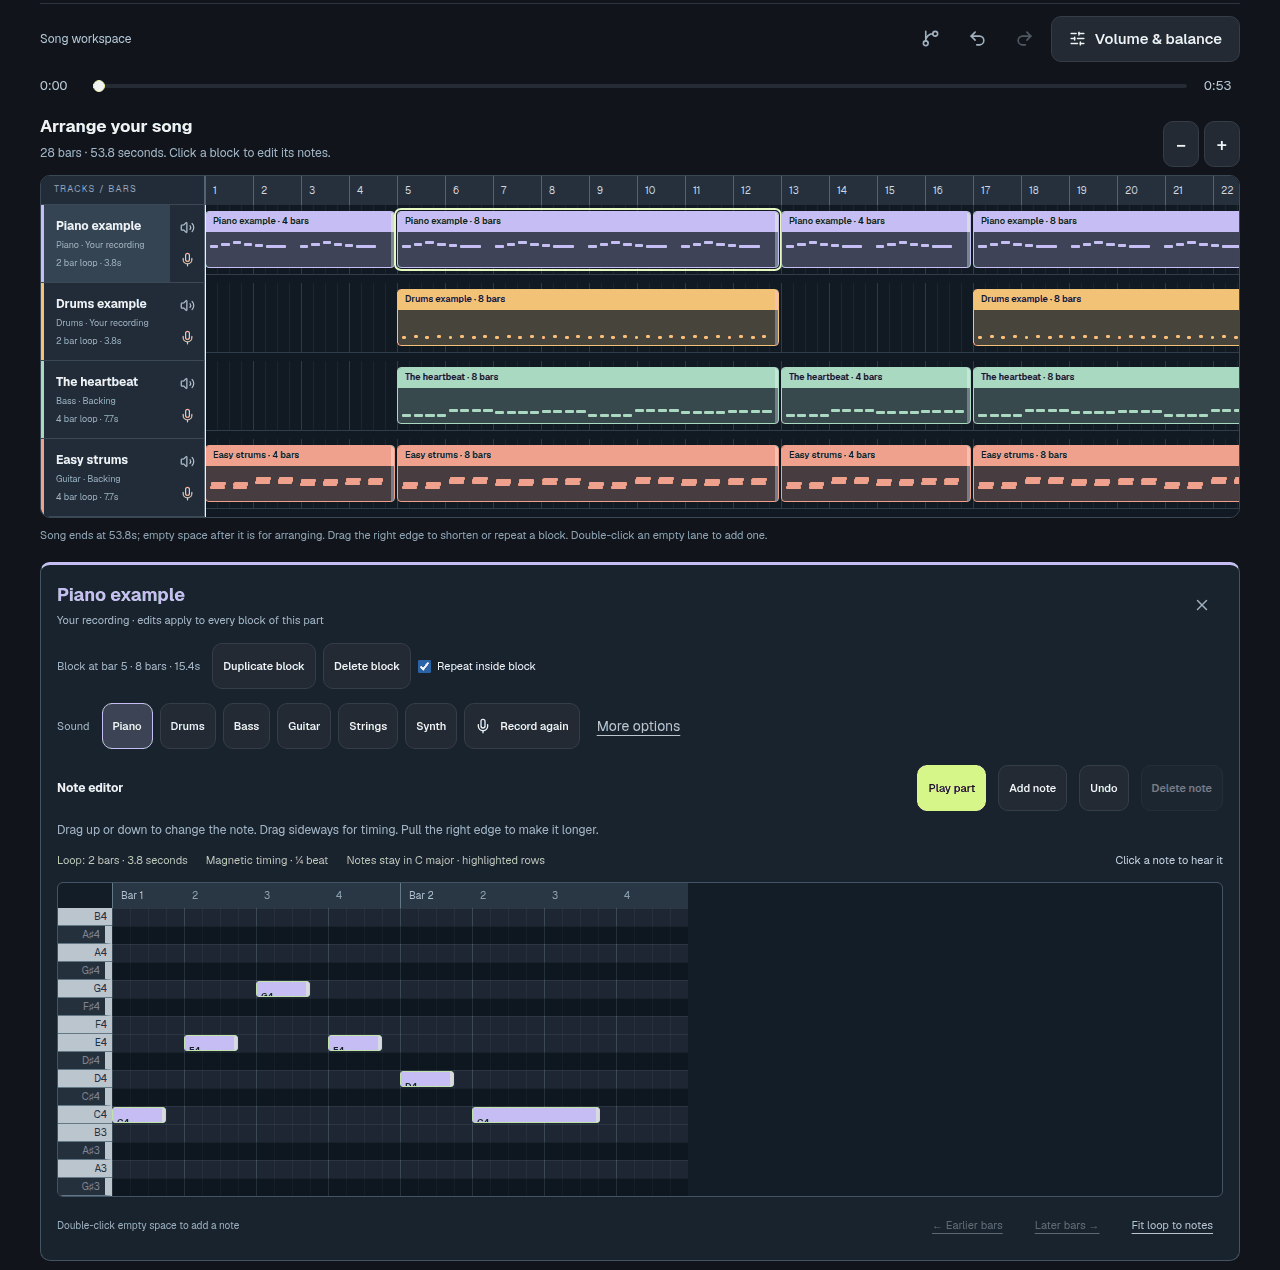 Song workspace
Volume & balance
0:00
0:53
Arrange your song
28 bars · 53.8 seconds. Click a block to edit its notes.
−
+
TRACKS / BARS
1 2 3 4 5 6 7 8 9 10 11 12 13 14 15 16 17 18 19 20 21 22
Piano example
Piano · Your recording
2 bar loop · 3.8s
Piano example · 4 bars
Piano example · 8 bars
Piano example · 4 bars
Piano example · 8 bars
Drums example
Drums · Your recording
2 bar loop · 3.8s
Drums example · 8 bars
Drums example · 8 bars
The heartbeat
Bass · Backing
4 bar loop · 7.7s
The heartbeat · 8 bars
The heartbeat · 4 bars
The heartbeat · 8 bars
Easy strums
Guitar · Backing
4 bar loop · 7.7s
Easy strums · 4 bars
Easy strums · 8 bars
Easy strums · 4 bars
Easy strums · 8 bars
Song ends at 53.8s; empty space after it is for arranging. Drag the right edge to shorten or repeat a block. Double-click an empty lane to add one.
Piano example
Your recording · edits apply to every block of this part
Block at bar 5 · 8 bars · 15.4s
Duplicate block
Delete block
Repeat inside block
Sound
Piano
Drums
Bass
Guitar
Strings
Synth
Record again
More options
Note editor
Play part
Add note
Undo
Delete note
Drag up or down to change the note. Drag sideways for timing. Pull the right edge to make it longer.
Loop: 2 bars · 3.8 seconds
Magnetic timing · ¼ beat
Notes stay in C major · highlighted rows
Click a note to hear it
Bar 1 2 3 4 Bar 2 2 3 4
B4
A♯4
A4
G♯4
G4
F♯4
F4
E4
D♯4
D4
C♯4
C4
B3
A♯3
A3
G♯3
Double-click empty space to add a note
← Earlier bars
Later bars →
Fit loop to notes